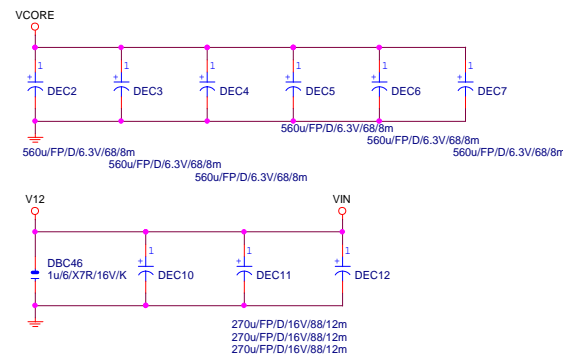 VCORE
1 1 1 1 1 1
+ + + + + +
DEC2 DEC3 DEC4 DEC5 DEC6 DEC7
560u/FP/D/6.3V/68/8m
560u/FP/D/6.3V/68/8m
560u/FP/D/6.3V/68/8m
560u/FP/D/6.3V/68/8m
560u/FP/D/6.3V/68/8m
560u/FP/D/6.3V/68/8m
V12 VIN
1 1 1
+ + +
DBC46
1u/6/X7R/16V/K DEC10 DEC11 DEC12
270u/FP/D/16V/88/12m
270u/FP/D/16V/88/12m
270u/FP/D/16V/88/12m